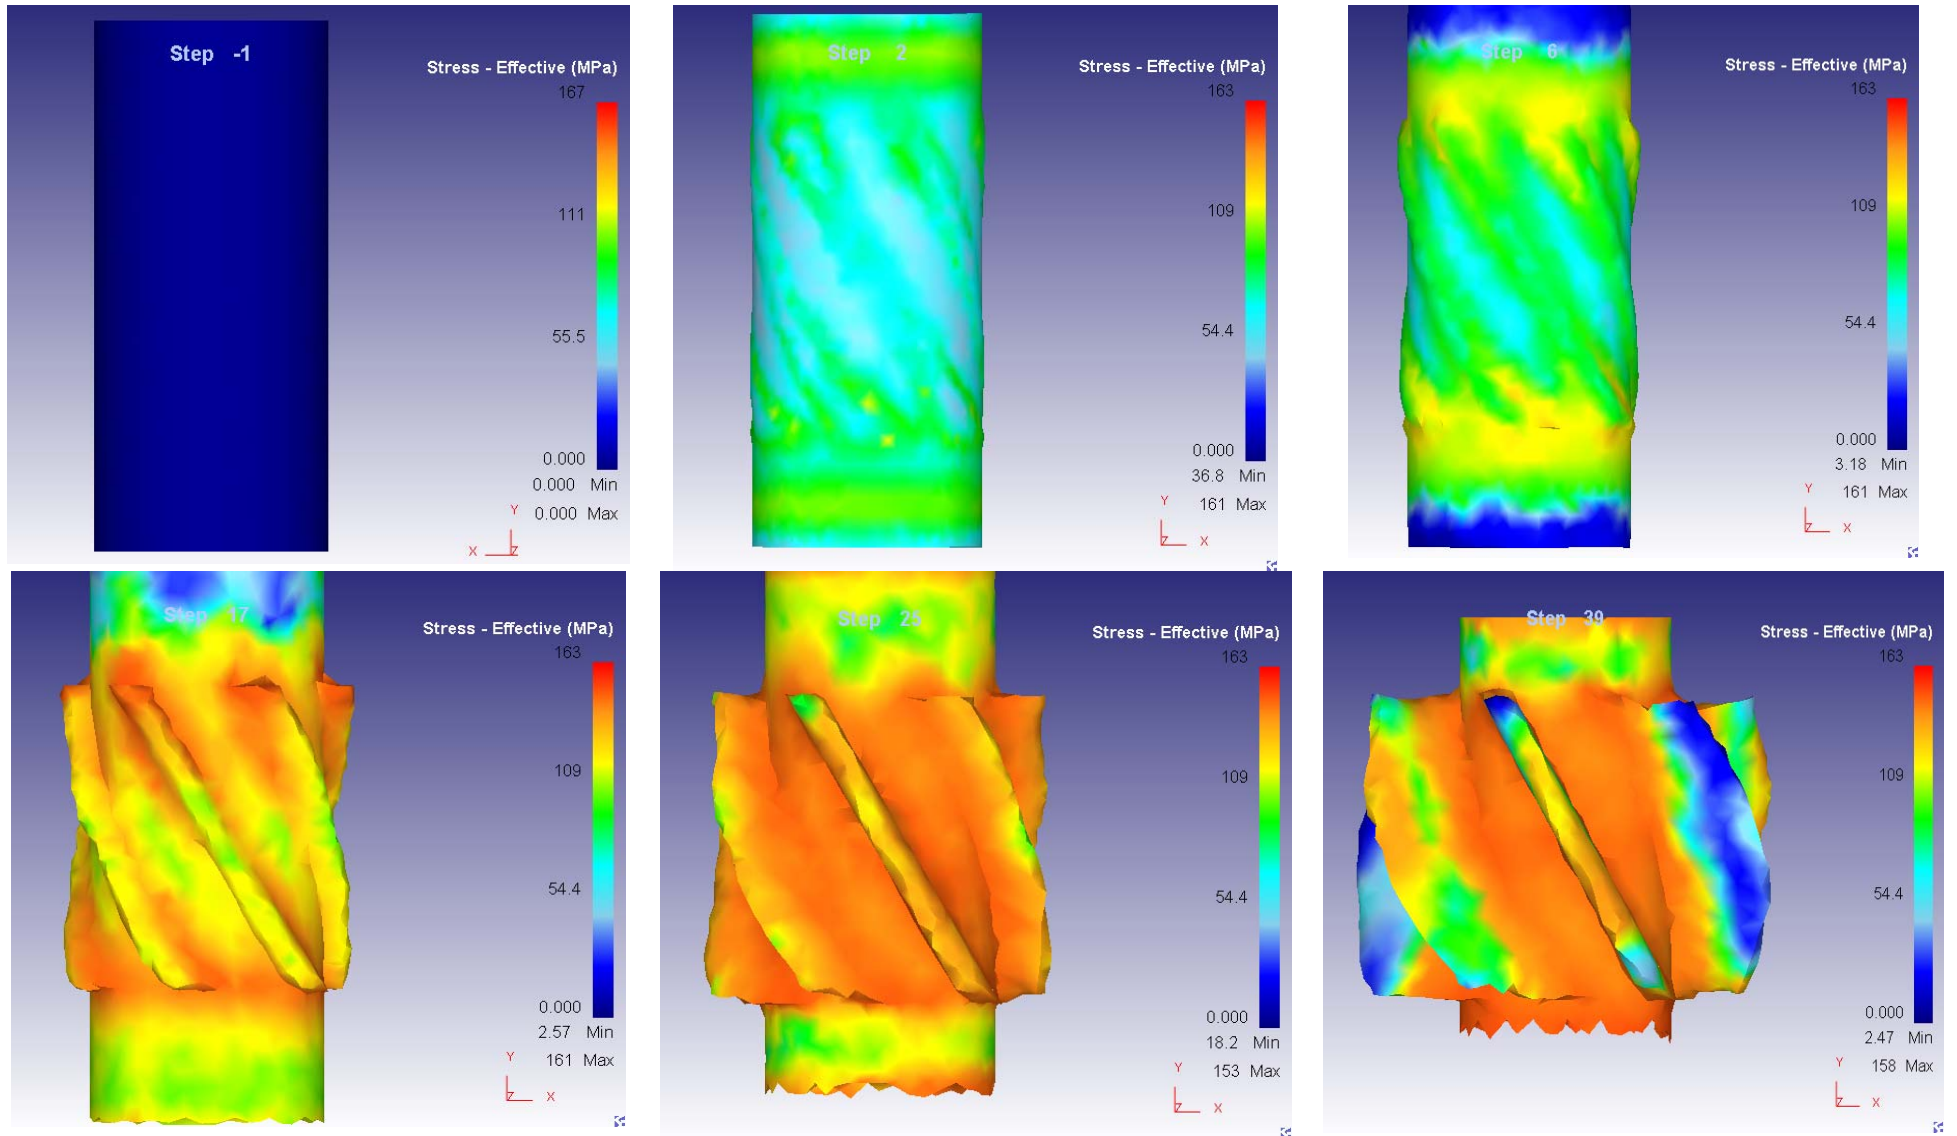 Step -1
Stress - Effective (MPa)
167
111
55.5
0.000
0.000 Min
0.000 Max
Y
X
Z
Step 2
Stress - Effective (MPa)
163
109
54.4
0.000
36.8 Min
161 Max
Y
Z X
Step 6
Stress - Effective (MPa)
163
109
54.4
0.000
3.18 Min
161 Max
Y
Z X
Step 17
Stress - Effective (MPa)
163
109
54.4
0.000
2.57 Min
161 Max
Y
Z X
Step 25
Stress - Effective (MPa)
163
109
54.4
0.000
18.2 Min
153 Max
Y
Z X
Step 39
Stress - Effective (MPa)
163
109
54.4
0.000
2.47 Min
158 Max
Y
Z X